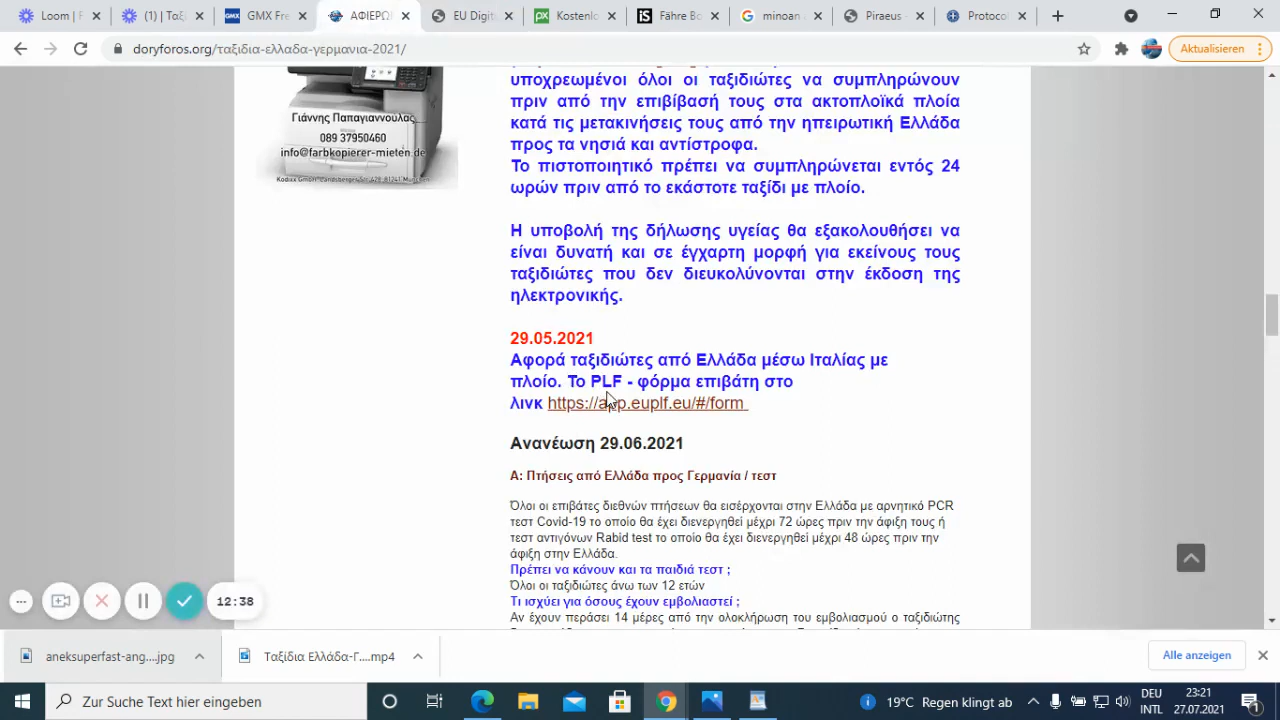 Loom | F
(1) | Ταξι
GMX Fre
ΑΦΙΕΡΩ
EU Digit
Kostenlo
Fähre Bo
minoan
Piraeus -
Protocol
doryforos.org/ταξιδια-ελλαδα-γερμανια-2021/
Aktualisieren
υποχρεωμένοι όλοι οι ταξιδιώτες να συμπληρώνουν
πριν από την επιβίβασή τους στα ακτοπλοϊκά πλοία
κατά τις μετακινήσεις τους από την ηπειρωτική Ελλάδα
προς τα νησιά και αντίστροφα.
Το πιστοποιητικό πρέπει να συμπληρώνεται εντός 24
ωρών πριν από το εκάστοτε ταξίδι με πλοίο.
Γιάννης Παπαγιαννούλας
089 37950460
info@farbkopierer-mieten.de
Η υποβολή της δήλωσης υγείας θα εξακολουθήσει να
είναι δυνατή και σε έγχαρτη μορφή για εκείνους τους
ταξιδιώτες που δεν διευκολύνονται στην έκδοση της
ηλεκτρονικής.
29.05.2021
Αφορά ταξιδιώτες από Ελλάδα μέσω Ιταλίας με
πλοίο. Το PLF - φόρμα επιβάτη στο
λινκ https://app.euplf.eu/#/form
Ανανέωση 29.06.2021
Α: Πτήσεις από Ελλάδα προς Γερμανία / τεστ
Όλοι οι επιβάτες διεθνών πτήσεων θα εισέρχονται στην Ελλάδα με αρνητικό PCR
τεστ Covid-19 το οποίο θα έχει διενεργηθεί μέχρι 72 ώρες πριν την άφιξη τους ή
τεστ αντιγόνων Rabid test το οποίο θα έχει διενεργηθεί μέχρι 48 ώρες πριν την
άφιξη στην Ελλάδα.
Πρέπει να κάνουν και τα παιδιά τεστ ;
Όλοι οι ταξιδιώτες άνω των 12 ετών
Τι ισχύει για όσους έχουν εμβολιαστεί ;
Αν έχουν περάσει 14 μέρες από την ολοκλήρωση του εμβολιασμού ο ταξιδιώτης
12:38
aneksuperfast-ang....jpg
Ταξίδια Ελλάδα-Γ....mp4
Alle anzeigen
Zur Suche Text hier eingeben
19°C Regen klingt ab
DEU
INTL
23:21
27.07.2021
1